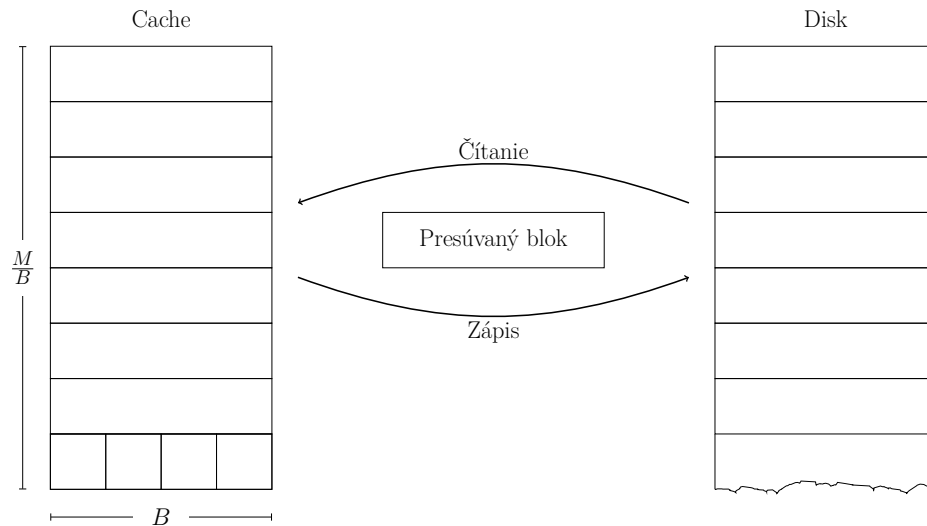 Cache
Disk
Čítanie
Presúvaný blok
M/B
Zápis
B